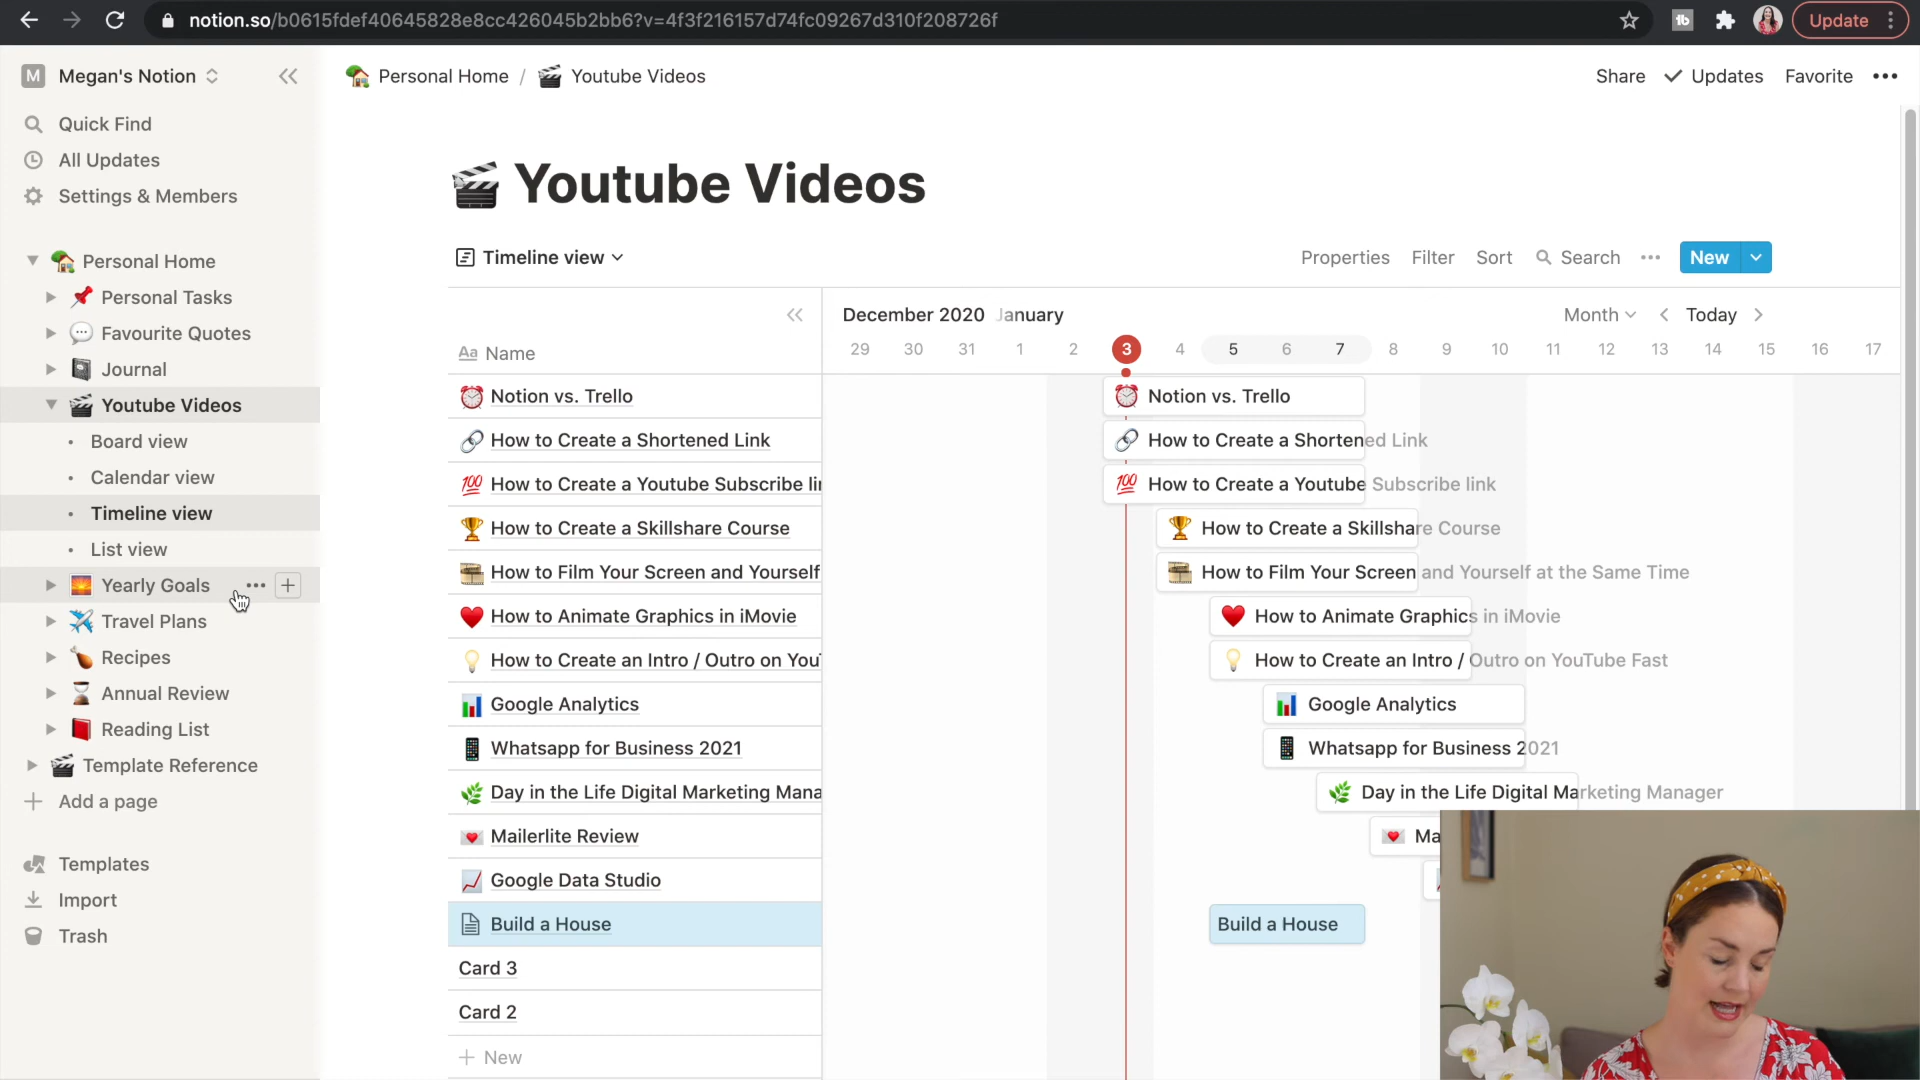 notion.so/b0615fdef40645828e8cc426045b2bb6?v=4f3f216157d74fc09267d310f208726f
tb
Update
M Megan's Notion
Personal Home / Youtube Videos
Share Updates Favorite
Quick Find
All Updates
Settings & Members
Personal Home
Personal Tasks
Favourite Quotes
Journal
Youtube Videos
Board view
Calendar view
Timeline view
List view
Yearly Goals
Travel Plans
Recipes
Annual Review
Reading List
Template Reference
Add a page
Templates
Import
Trash
Youtube Videos
Timeline view
Properties Filter Sort Search New
December 2020 January
Month Today
Aa Name
29 30 31 1 2 3 4 5 6 7 8 9 10 11 12 13 14 15 16 17
Notion vs. Trello
How to Create a Shortened Link
100 How to Create a Youtube Subscribe li
How to Create a Skillshare Course
How to Film Your Screen and Yourself
How to Animate Graphics in iMovie
How to Create an Intro / Outro on You
Google Analytics
Whatsapp for Business 2021
Day in the Life Digital Marketing Mana
Mailerlite Review
Google Data Studio
Build a House
Card 3
Card 2
New
Notion vs. Trello
How to Create a Shortened Link
100 How to Create a Youtube Subscribe link
How to Create a Skillshare Course
How to Film Your Screen and Yourself at the Same Time
How to Animate Graphics in iMovie
How to Create an Intro / Outro on YouTube Fast
Google Analytics
Whatsapp for Business 2021
Day in the Life Digital Marketing Manager
Ma
Build a House